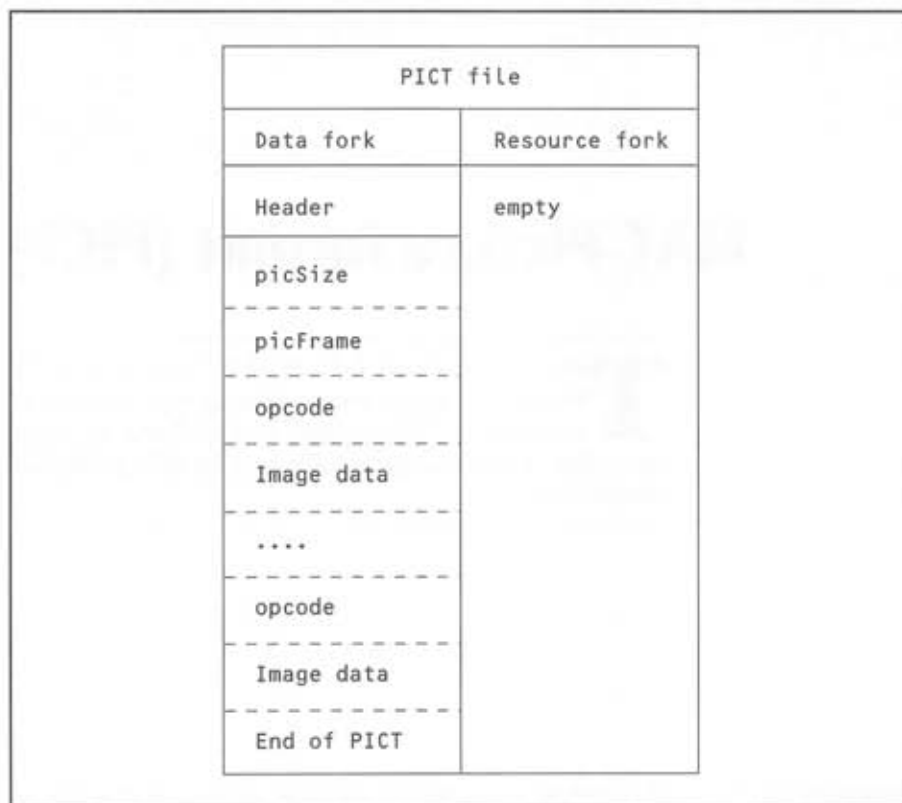 PICT file
Data fork Resource fork
Header empty
picSize
picFrame
opcode
Image data
....
opcode
Image data
End of PICT